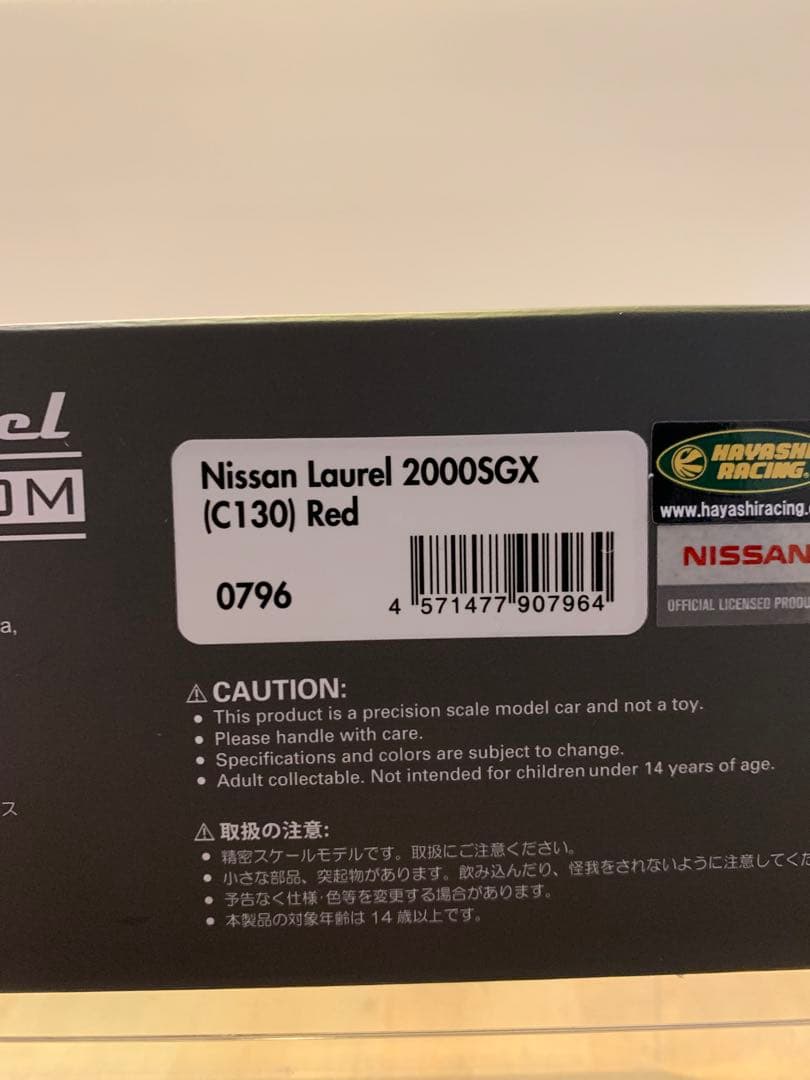 Nissan Laurel 2000SGX
(C130) Red
0796
4 571477 907964
HAYASHI
RACING.
www.hayashiracing.
NISSAN
OFFICIAL LICENSED
a,
ス
⚠ CAUTION:
● This product is a precision scale model car and not a toy.
● Please handle with care.
● Specifications and colors are subject to change.
● Adult collectable. Not intended for children under 14 years of age.
⚠ 取扱の注意:
● 精密スケールモデルです。取扱にご注意ください。
● 小さな部品、突起物があります。飲み込んだり、怪我をされないように注意してくだ
● 予告なく仕様・色等を変更する場合があります。
● 本製品の対象年齢は 14 歳以上です。